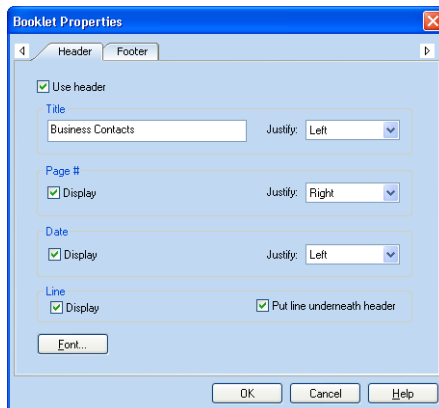 Booklet Properties
Header Footer
Use header
Title
Business Contacts Justify: Left
Page #
Display Justify: Right
Date
Display Justify: Left
Line
Display Put line underneath header
Font...
OK Cancel Help